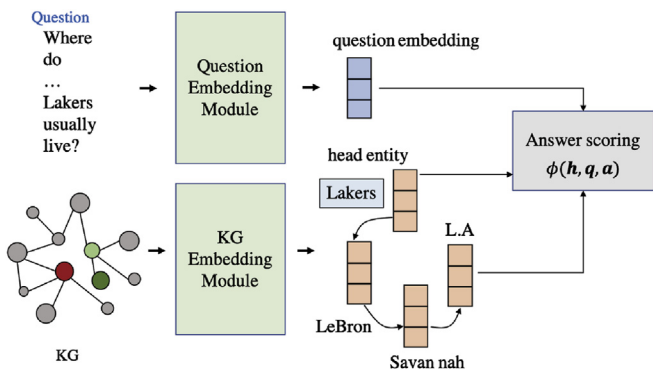 Question
Where
do
...
Lakers
usually
live?
Question
Embedding
Module
question embedding
Answer scoring
ϕ(h, q, a)
head entity
Lakers
KG
Embedding
Module
L.A
LeBron
Savan nah
KG